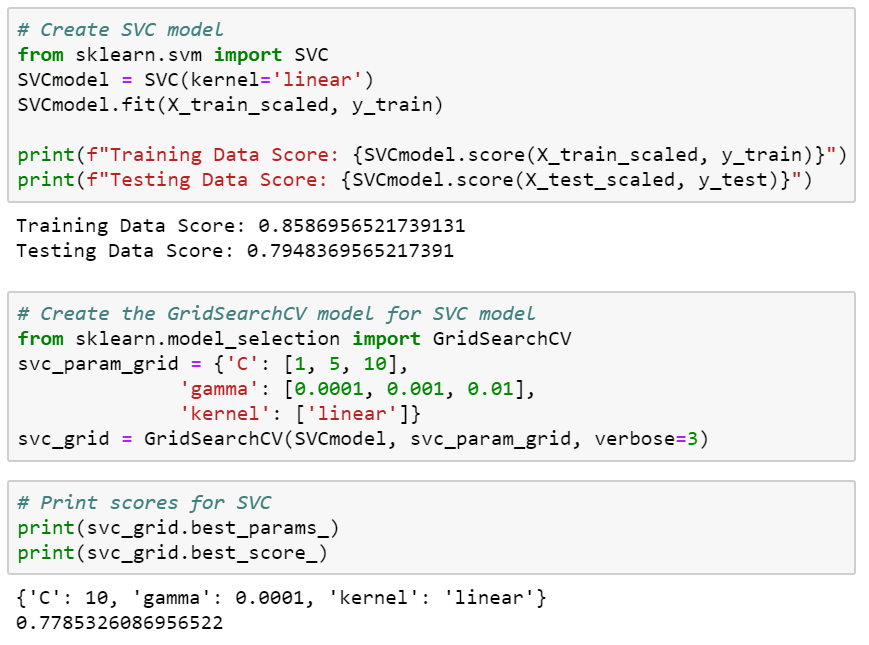 # Create SVC model
from sklearn.svm import SVC
SVCmodel = SVC(kernel='linear')
SVCmodel.fit(X_train_scaled, y_train)
print(f"Training Data Score: {SVCmodel.score(X_train_scaled, y_train)}")
print(f"Testing Data Score: {SVCmodel.score(X_test_scaled, y_test)}")
Training Data Score: 0.8586956521739131
Testing Data Score: 0.7948369565217391
# Create the GridSearchCV model for SVC model
from sklearn.model_selection import GridSearchCV
svc_param_grid = {'C': [1, 5, 10],
              'gamma': [0.0001, 0.001, 0.01],
              'kernel': ['linear']}
svc_grid = GridSearchCV(SVCmodel, svc_param_grid, verbose=3)
# Print scores for SVC
print(svc_grid.best_params_)
print(svc_grid.best_score_)
{'C': 10, 'gamma': 0.0001, 'kernel': 'linear'}
0.7785326086956522